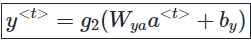 y^{<t>} = g_2(W_{ya}a^{<t>} + b_y)